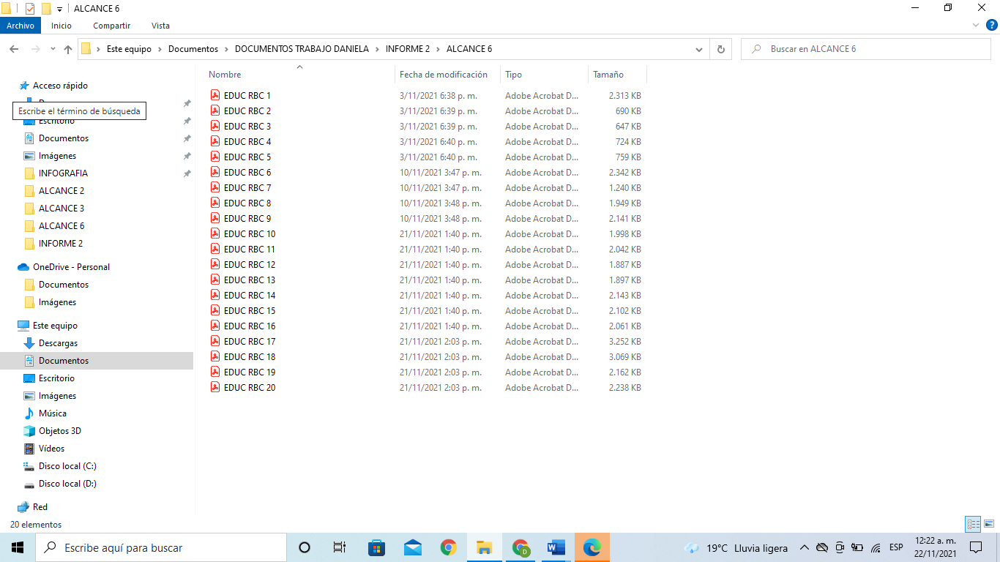 ALCANCE 6
Archivo Inicio Compartir Vista
Este equipo Documentos DOCUMENTOS TRABAJO DANIELA INFORME 2 ALCANCE 6
Buscar en ALCANCE 6
Acceso rápido
Escribe el término de búsqueda
Escritorio
Documentos
Imágenes
INFOGRAFIA
ALCANCE 2
ALCANCE 3
ALCANCE 6
INFORME 2
OneDrive - Personal
Documentos
Imágenes
Este equipo
Descargas
Documentos
Escritorio
Imágenes
Música
Objetos 3D
Vídeos
Disco local (C:)
Disco local (D:)
Red
Nombre Fecha de modificación Tipo Tamaño
EDUC RBC 1 3/11/2021 6:38 p. m. Adobe Acrobat D... 2.313 KB
EDUC RBC 2 3/11/2021 6:39 p. m. Adobe Acrobat D... 690 KB
EDUC RBC 3 3/11/2021 6:39 p. m. Adobe Acrobat D... 647 KB
EDUC RBC 4 3/11/2021 6:40 p. m. Adobe Acrobat D... 724 KB
EDUC RBC 5 3/11/2021 6:40 p. m. Adobe Acrobat D... 759 KB
EDUC RBC 6 10/11/2021 3:47 p. m. Adobe Acrobat D... 2.342 KB
EDUC RBC 7 10/11/2021 3:47 p. m. Adobe Acrobat D... 1.240 KB
EDUC RBC 8 10/11/2021 3:48 p. m. Adobe Acrobat D... 1.949 KB
EDUC RBC 9 10/11/2021 3:48 p. m. Adobe Acrobat D... 2.141 KB
EDUC RBC 10 21/11/2021 1:40 p. m. Adobe Acrobat D... 1.998 KB
EDUC RBC 11 21/11/2021 1:40 p. m. Adobe Acrobat D... 2.042 KB
EDUC RBC 12 21/11/2021 1:40 p. m. Adobe Acrobat D... 1.887 KB
EDUC RBC 13 21/11/2021 1:40 p. m. Adobe Acrobat D... 1.897 KB
EDUC RBC 14 21/11/2021 1:40 p. m. Adobe Acrobat D... 2.143 KB
EDUC RBC 15 21/11/2021 1:40 p. m. Adobe Acrobat D... 2.102 KB
EDUC RBC 16 21/11/2021 1:40 p. m. Adobe Acrobat D... 2.061 KB
EDUC RBC 17 21/11/2021 2:03 p. m. Adobe Acrobat D... 3.252 KB
EDUC RBC 18 21/11/2021 2:03 p. m. Adobe Acrobat D... 3.069 KB
EDUC RBC 19 21/11/2021 2:03 p. m. Adobe Acrobat D... 2.162 KB
EDUC RBC 20 21/11/2021 2:03 p. m. Adobe Acrobat D... 2.238 KB
20 elementos
Escribe aquí para buscar
19°C Lluvia ligera
ESP
12:22 a. m.
22/11/2021